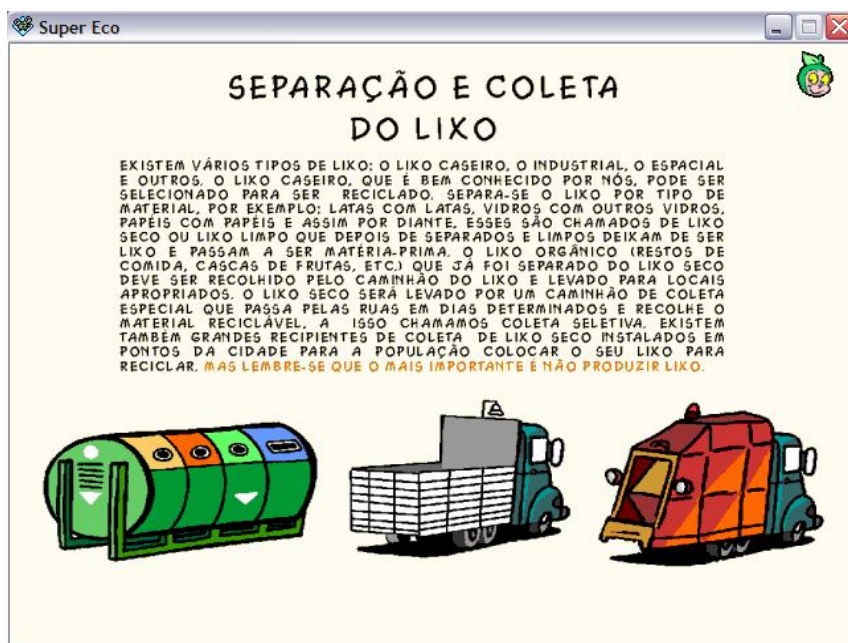 Super Eco
SEPARAÇÃO E COLETA
DO LIXO
EXISTEM VÁRIOS TIPOS DE LIXO: O LIXO CASEIRO, O INDUSTRIAL, O ESPACIAL
E OUTROS. O LIXO CASEIRO, QUE É BEM CONHECIDO POR NÓS, PODE SER
SELECIONADO PARA SER RECICLADO. SEPARA-SE O LIXO POR TIPO DE
MATERIAL, POR EXEMPLO: LATAS COM LATAS, VIDROS COM OUTROS VIDROS,
PAPÉIS COM PAPÉIS E ASSIM POR DIANTE. ESSES SÃO CHAMADOS DE LIXO
SECO OU LIXO LIMPO QUE DEPOIS DE SEPARADOS E LIMPOS DEIXAM DE SER
LIXO E PASSAM A SER MATÉRIA-PRIMA. O LIXO ORGÂNICO (RESTOS DE
COMIDA, CASCAS DE FRUTAS, ETC.) QUE JÁ FOI SEPARADO DO LIXO SECO
DEVE SER RECOLHIDO PELO CAMINHÃO DO LIXO E LEVADO PARA LOCAIS
APROPRIADOS. O LIXO SECO SERÁ LEVADO POR UM CAMINHÃO DE COLETA
ESPECIAL QUE PASSA PELAS RUAS EM DIAS DETERMINADOS E RECOLHE O
MATERIAL RECICLÁVEL, A ISSO CHAMAMOS COLETA SELETIVA. EXISTEM
TAMBÉM GRANDES RECIPIENTES DE COLETA DE LIXO SECO INSTALADOS EM
PONTOS DA CIDADE PARA A POPULAÇÃO COLOCAR O SEU LIXO PARA
RECICLAR. MAS LEMBRE-SE QUE O MAIS IMPORTANTE É NÃO PRODUZIR LIXO.